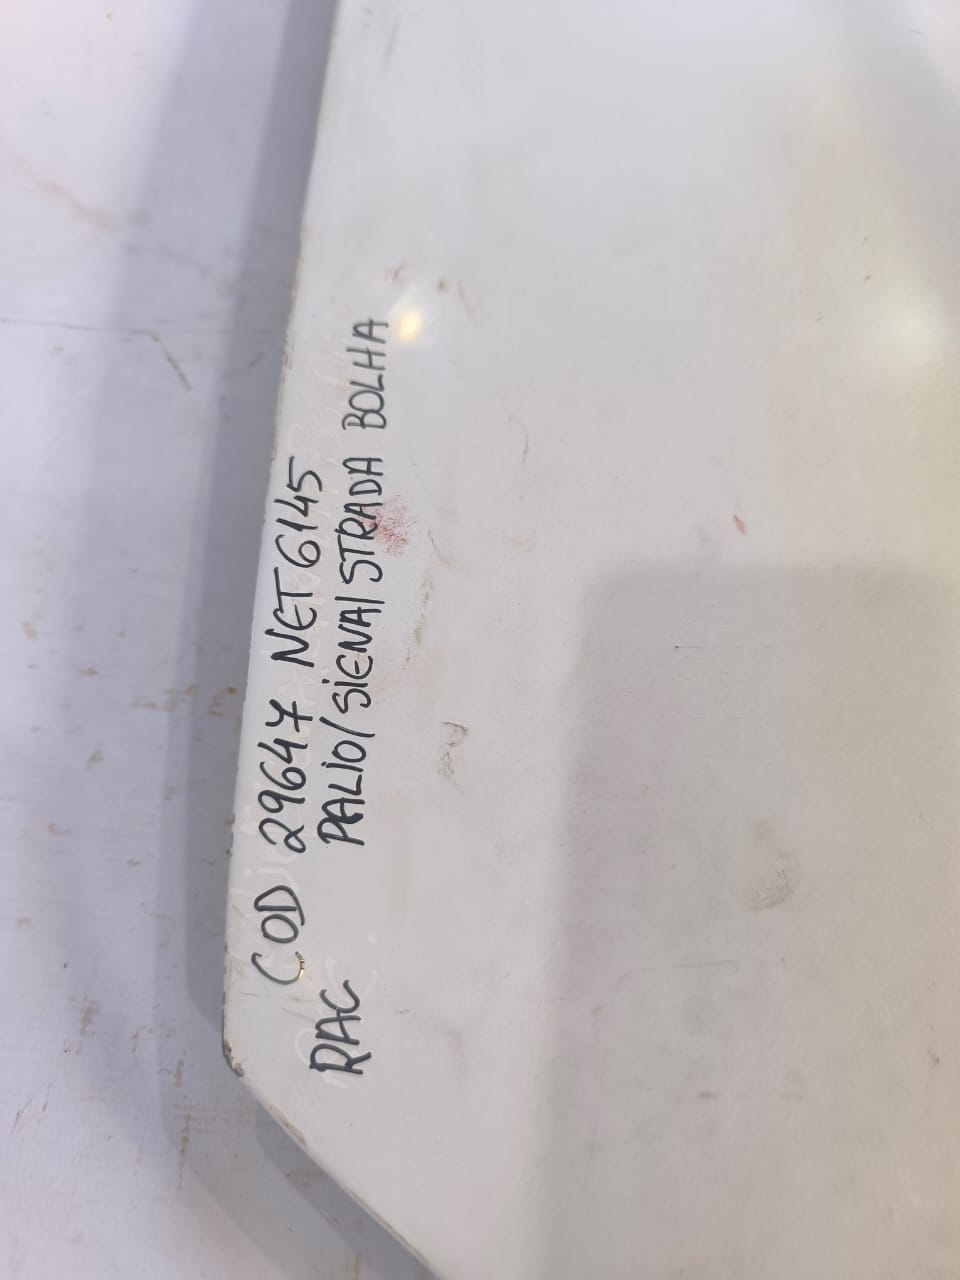 COD 29647 NET 6145
RAC PALIO/SIENA/STRADA BOLHA